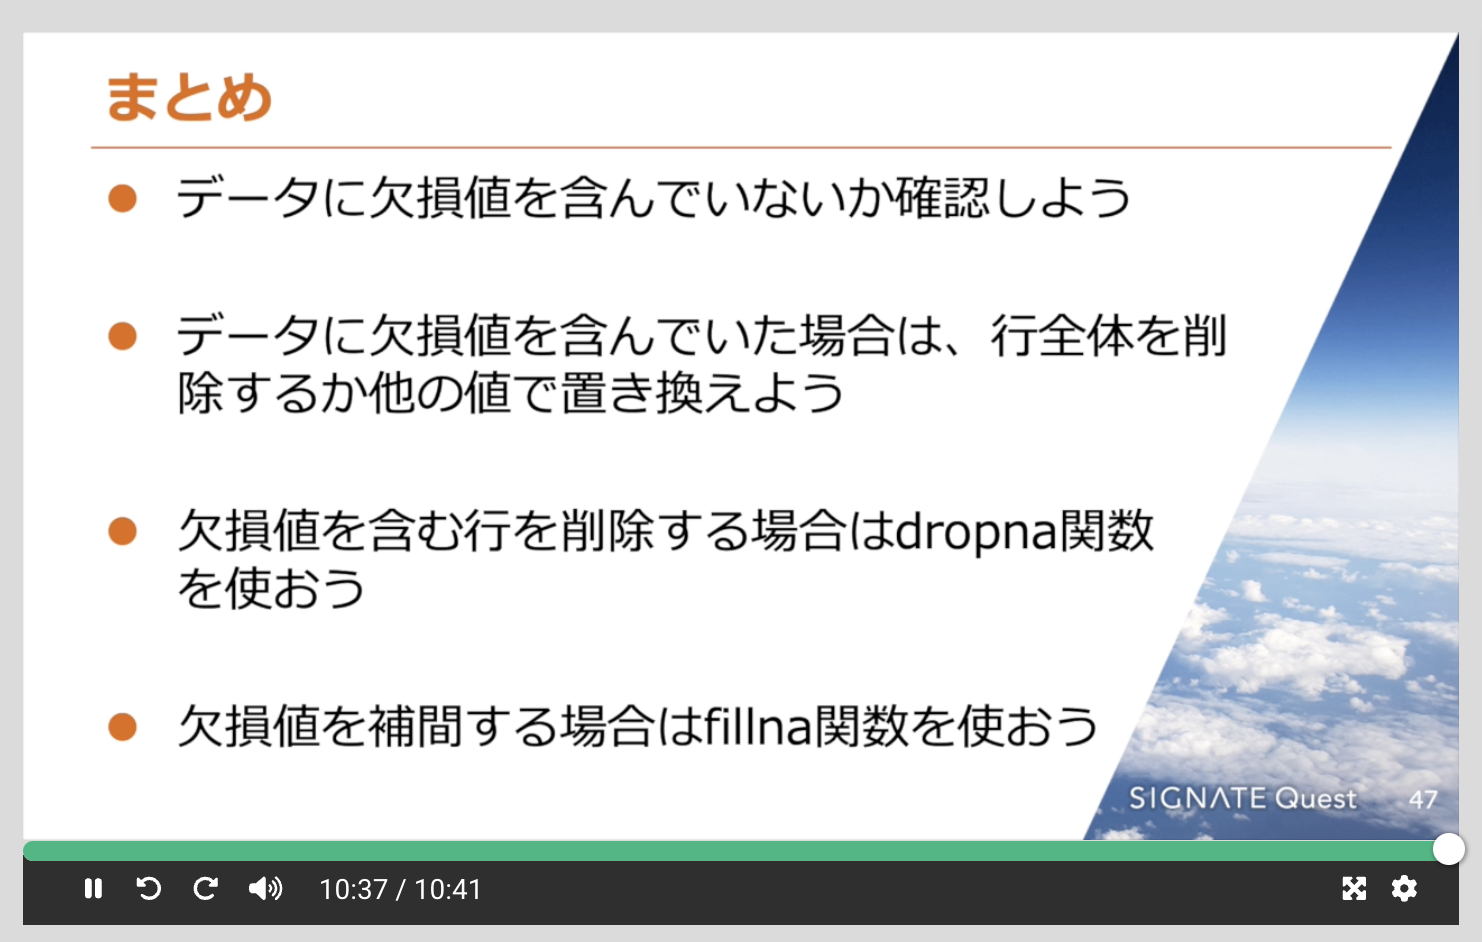 まとめ
データに欠損値を含んでいないか確認しよう
データに欠損値を含んでいた場合は、行全体を削
除するか他の値で置き換えよう
欠損値を含む行を削除する場合はdropna関数
を使おう
欠損値を補間する場合はfillna関数を使おう
SIGNATE Quest 47
10:37 / 10:41